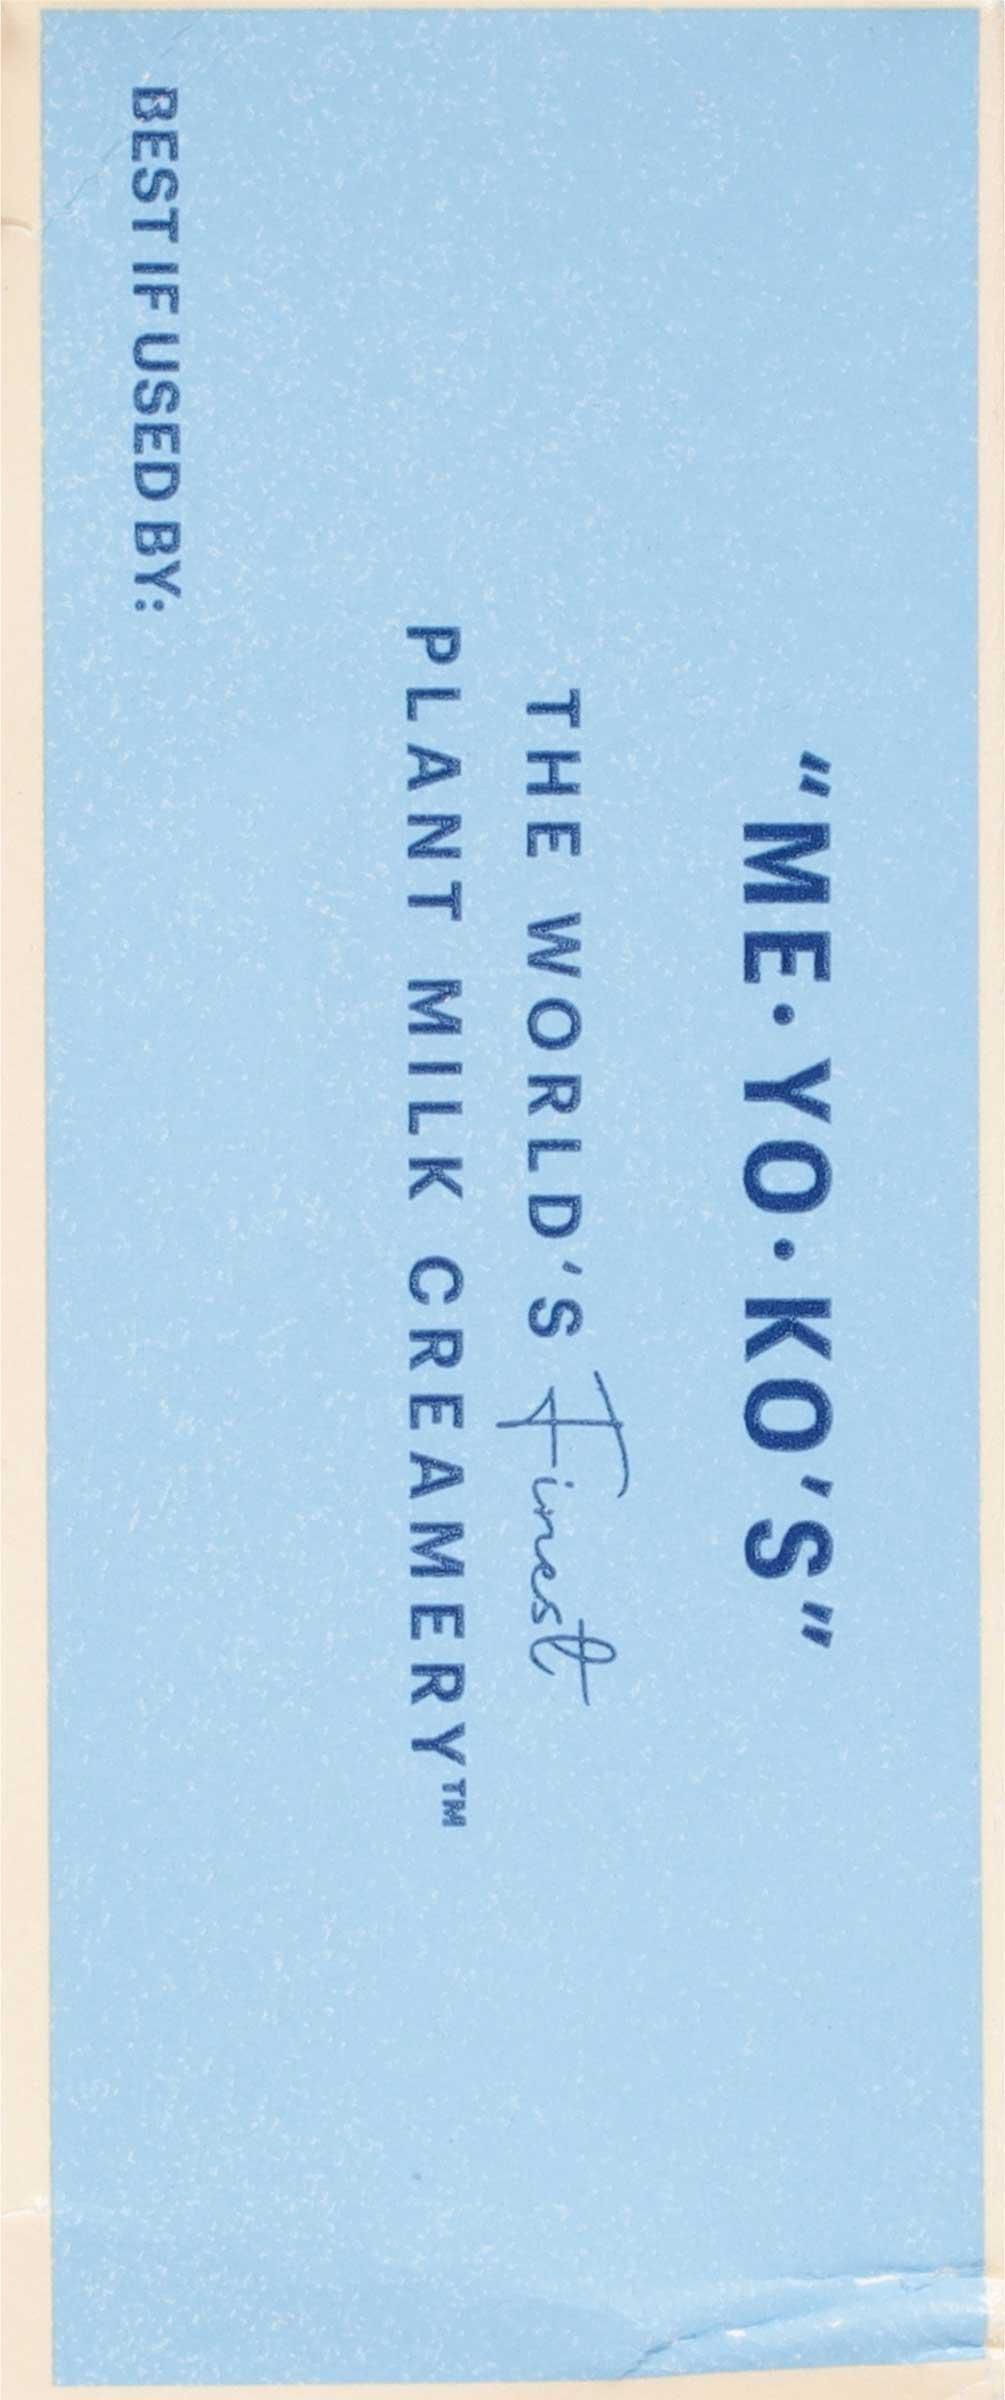 "ME·YO·KO'S"
THE WORLD'S Finest
PLANT MILK CREAMERY™
BEST IF USED BY: